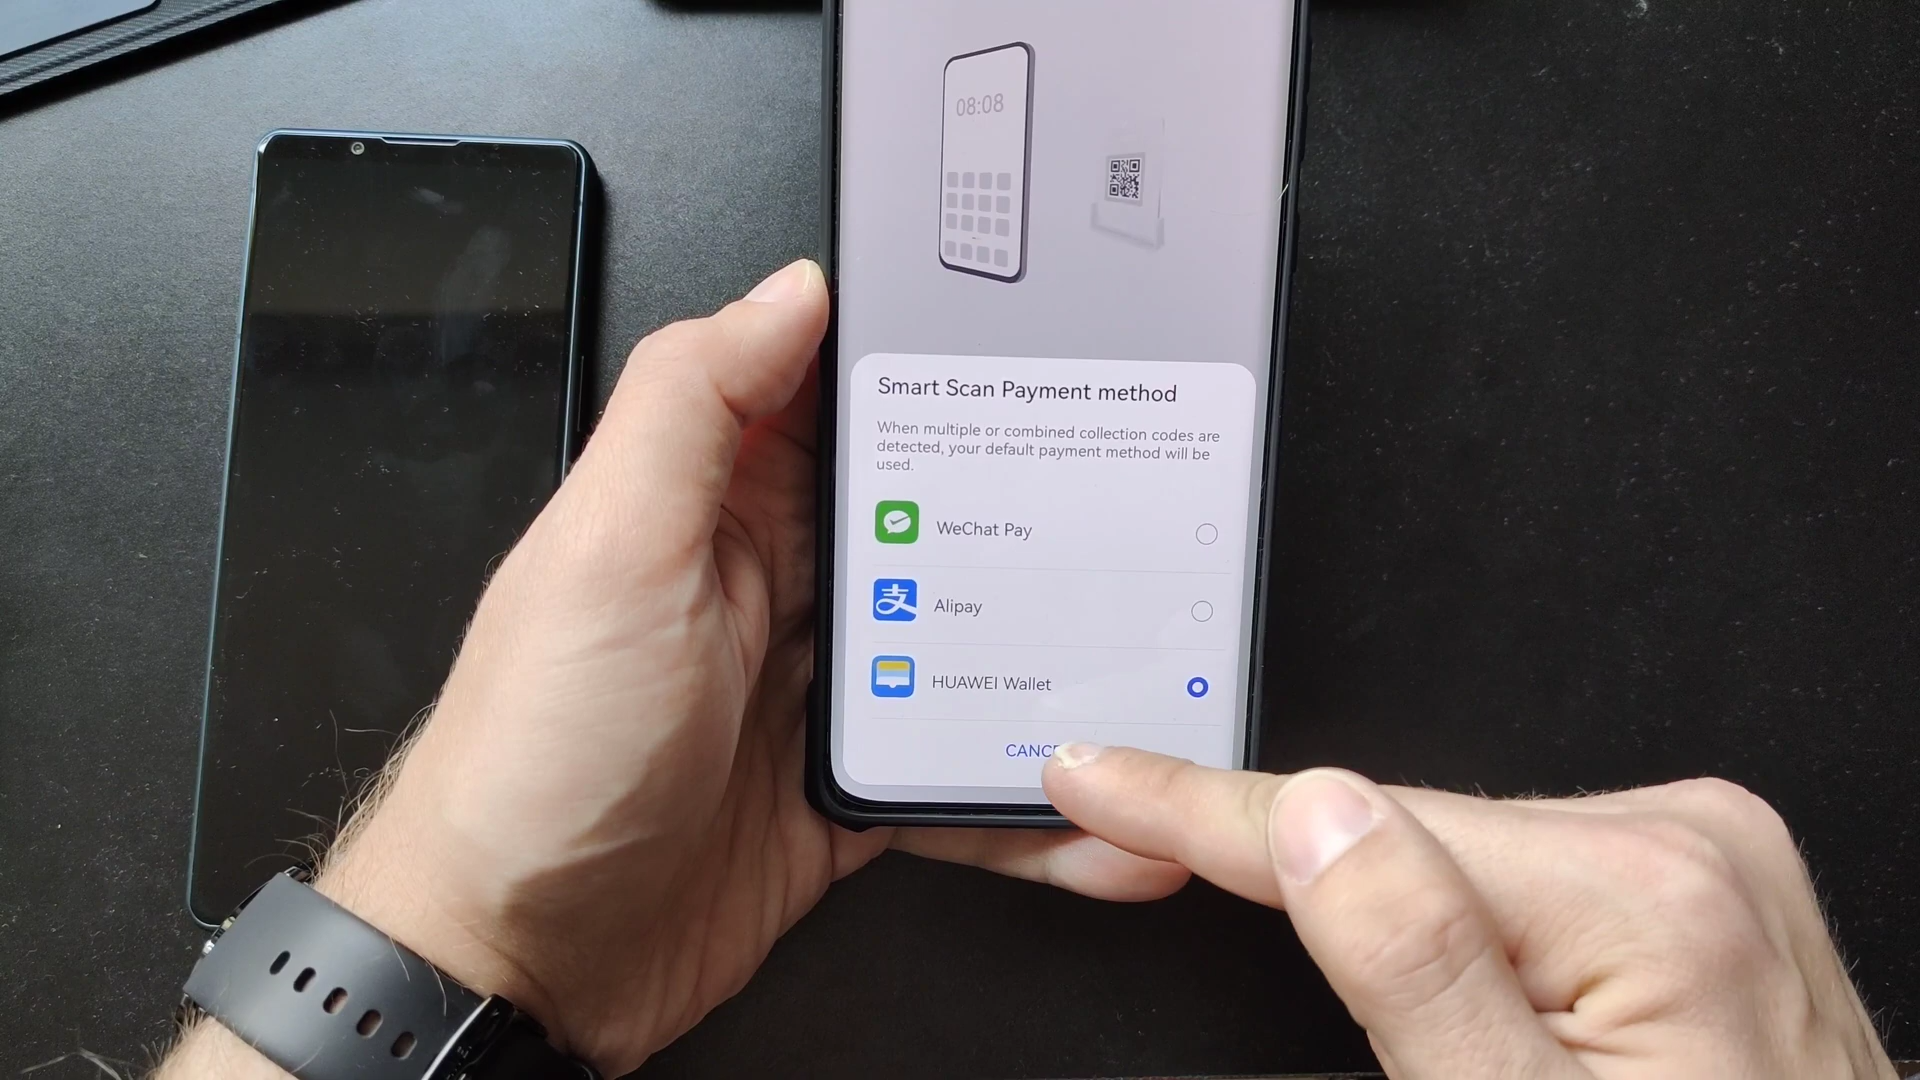 08:08
Smart Scan Payment method
When multiple or combined collection codes are
detected, your default payment method will be
used.
WeChat Pay
支
Alipay
HUAWEI Wallet
CANCE